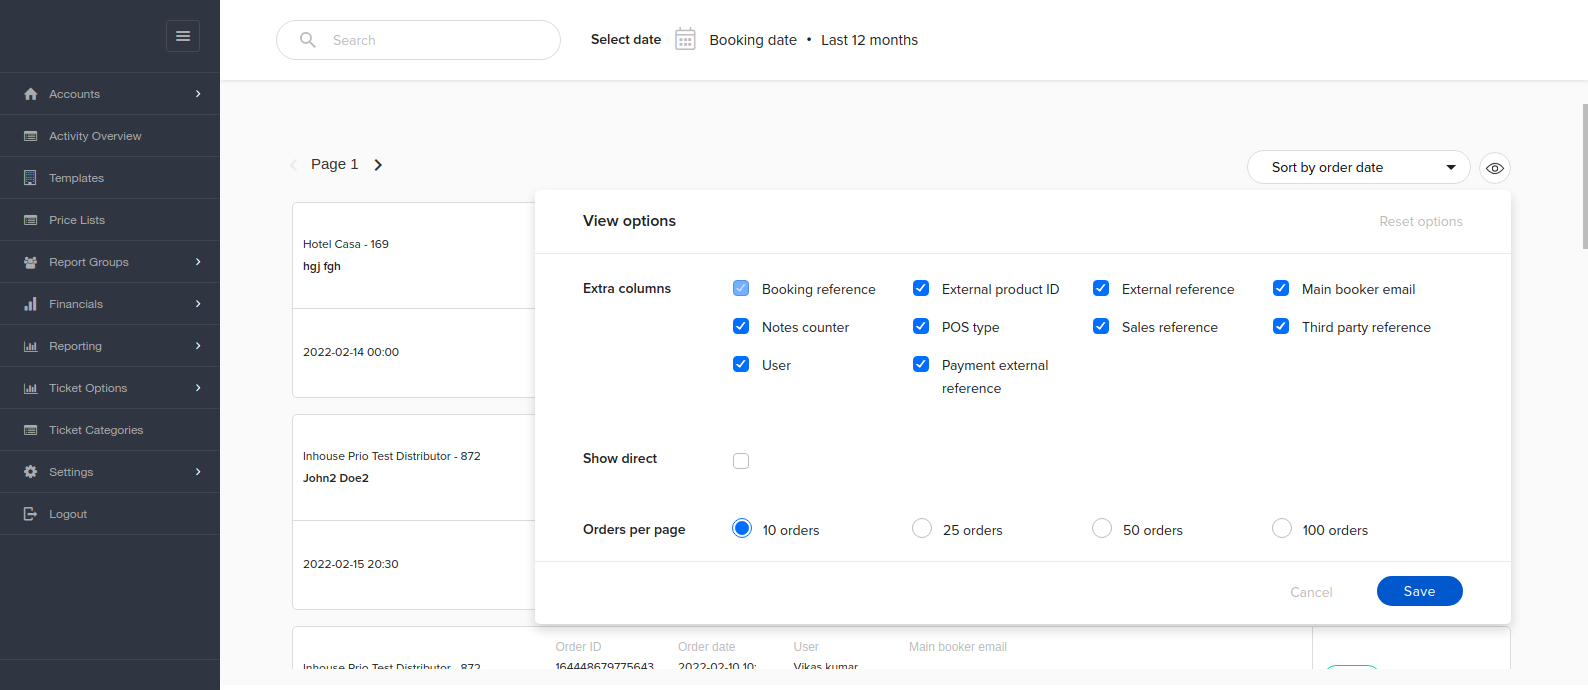 Search
Select date Booking date • Last 12 months
Accounts
Activity Overview
Templates
Price Lists
Report Groups
Financials
Reporting
Ticket Options
Ticket Categories
Settings
Logout
Page 1
Sort by order date
Hotel Casa - 169
hgj fgh
2022-02-14 00:00
Inhouse Prio Test Distributor - 872
John2 Doe2
2022-02-15 20:30
View options
Reset options
Extra columns
Booking reference
External product ID
External reference
Main booker email
Notes counter
POS type
Sales reference
Third party reference
User
Payment external
reference
Show direct
Orders per page
10 orders
25 orders
50 orders
100 orders
Cancel
Save
Order ID Order date User Main booker email
Inhouse Prio Test Distributor - 872 164448679775643 2022-02-10 10: Vikas kumar